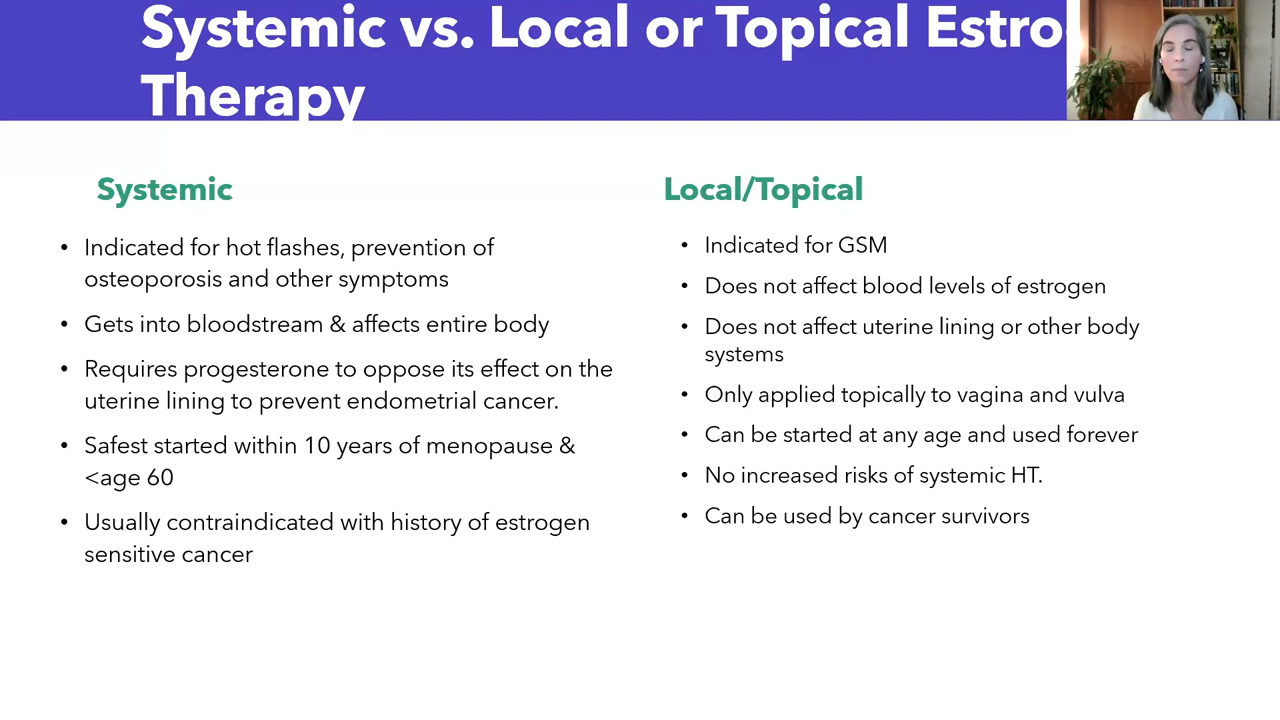 Systemic vs. Local or Topical
Therapy
Systemic
• Indicated for hot flashes, prevention of
osteoporosis and other symptoms
• Gets into bloodstream & affects entire body
• Requires progesterone to oppose its effect on the
uterine lining to prevent endometrial cancer.
• Safest started within 10 years of menopause &
<age 60
• Usually contraindicated with history of estrogen
sensitive cancer
Local/Topical
• Indicated for GSM
• Does not affect blood levels of estrogen
• Does not affect uterine lining or other body
systems
• Only applied topically to vagina and vulva
• Can be started at any age and used forever
• No increased risks of systemic HT.
• Can be used by cancer survivors